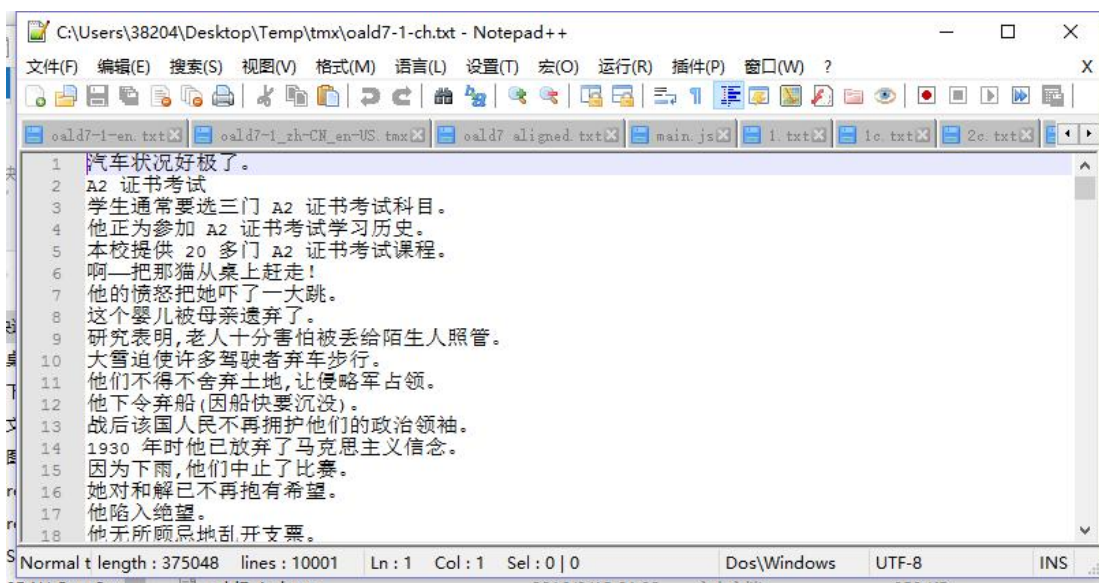 C:\Users\38204\Desktop\Temp\tmx\oald7-1-ch.txt - Notepad++
文件(F) 编辑(E) 搜索(S) 视图(V) 格式(M) 语言(L) 设置(T) 宏(O) 运行(R) 插件(P) 窗口(W) ? X
oald7-1-en.txt oald7-1_zh-CN_en-US.tmx oald7 aligned.txt main.js 1.txt 1c.txt 2c.txt
1 汽车状况好极了。
2 A2 证书考试
3 学生通常要选三门 A2 证书考试科目。
4 他正为参加 A2 证书考试学习历史。
5 本校提供 20 多门 A2 证书考试课程。
6 啊—把那猫从桌上赶走!
7 他的愤怒把她吓了一大跳。
8 这个婴儿被母亲遗弃了。
9 研究表明,老人十分害怕被丢给陌生人照管。
10 大雪迫使许多驾驶者弃车步行。
11 他们不得不舍弃土地,让侵略军占领。
12 他下令弃船(因船快要沉没)。
13 战后该国人民不再拥护他们的政治领袖。
14 1930 年时他已放弃了马克思主义信念。
15 因为下雨,他们中止了比赛。
16 她对和解已不再抱有希望。
17 他陷入绝望。
18 他无所顾忌地乱开支票。
Normal t length : 375048 lines : 10001 Ln : 1 Col : 1 Sel : 0 | 0 Dos\Windows UTF-8 INS